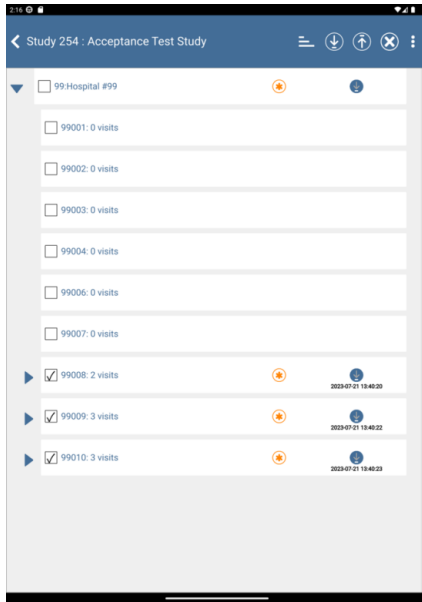 2:16
Study 254 : Acceptance Test Study
99:Hospital #99
99001: 0 visits
99002: 0 visits
99003: 0 visits
99004: 0 visits
99006: 0 visits
99007: 0 visits
99008: 2 visits
2023-07-21 13:40:20
99009: 3 visits
2023-07-21 13:40:22
99010: 3 visits
2023-07-21 13:40:23